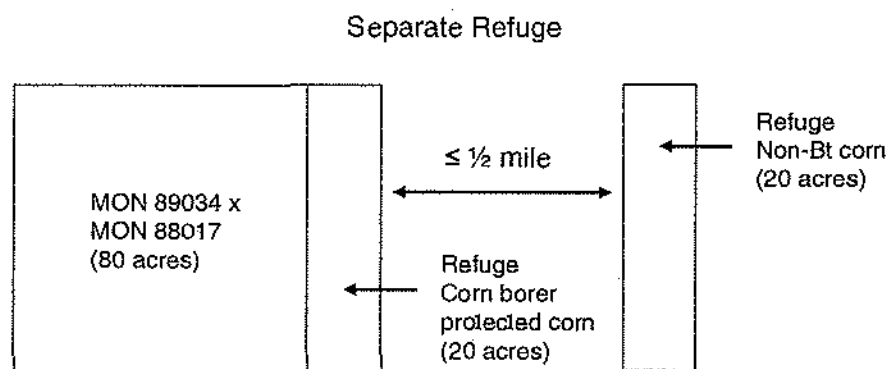 Separate Refuge
MON 89034 x
MON 88017
(80 acres)
≤ ½ mile
Refuge
Corn borer
protected corn
(20 acres)
Refuge
Non-Bt corn
(20 acres)